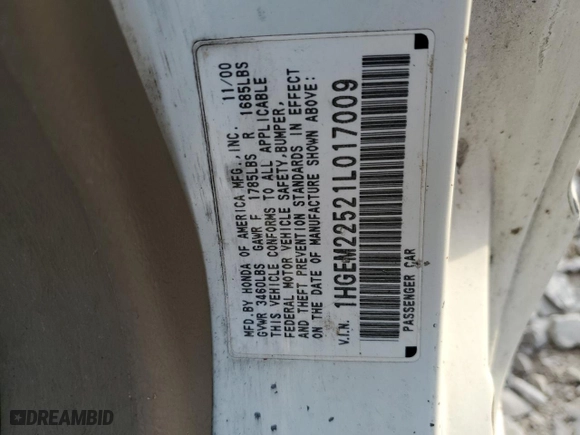 MFD.BY HONDA OF AMERICA MFG.,INC. 11/00
GVWR 3460LBS GAWR F 1785LBS R 1685LBS
THIS VEHICLE CONFORMS TO ALL APPLICABLE
FEDERAL MOTOR VEHICLE SAFETY,BUMPER,
AND THEFT PREVENTION STANDARDS IN EFFECT
ON THE DATE OF MANUFACTURE SHOWN ABOVE:
V.I.N. 1HGEM22521L017009
PASSENGER CAR
DREAMBID